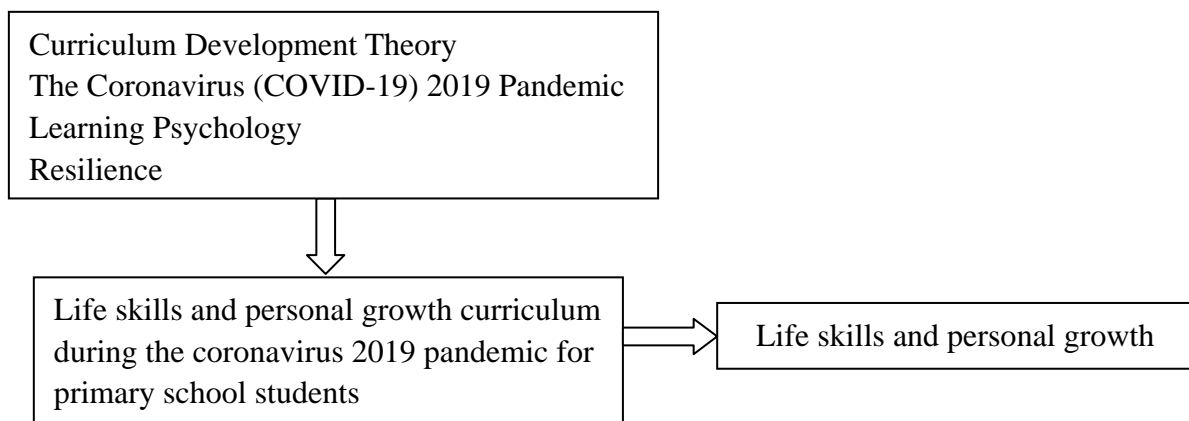 Curriculum Development Theory
The Coronavirus (COVID-19) 2019 Pandemic
Learning Psychology
Resilience
Life skills and personal growth curriculum
during the coronavirus 2019 pandemic for
primary school students
Life skills and personal growth